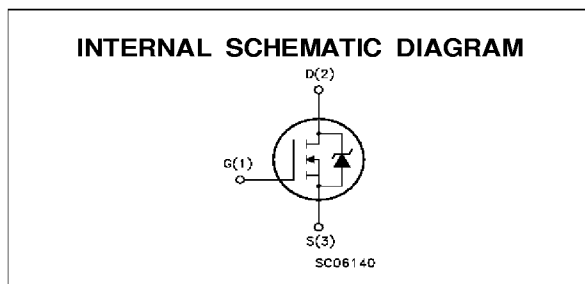 INTERNAL SCHEMATIC DIAGRAM
D(2)
G(1)
S(3)
SC06140